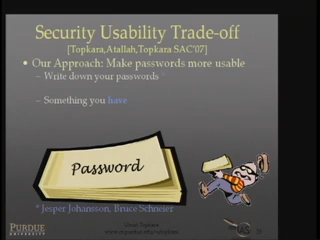 Security Usability Trade-off
[Topkara,Atallah,Topkara SAC'07]
• Our Approach: Make passwords more usable
– Write down your passwords *
– Something you have
Password
* Jesper Johansson, Bruce Schneier
PURDUE
UNIVERSITY